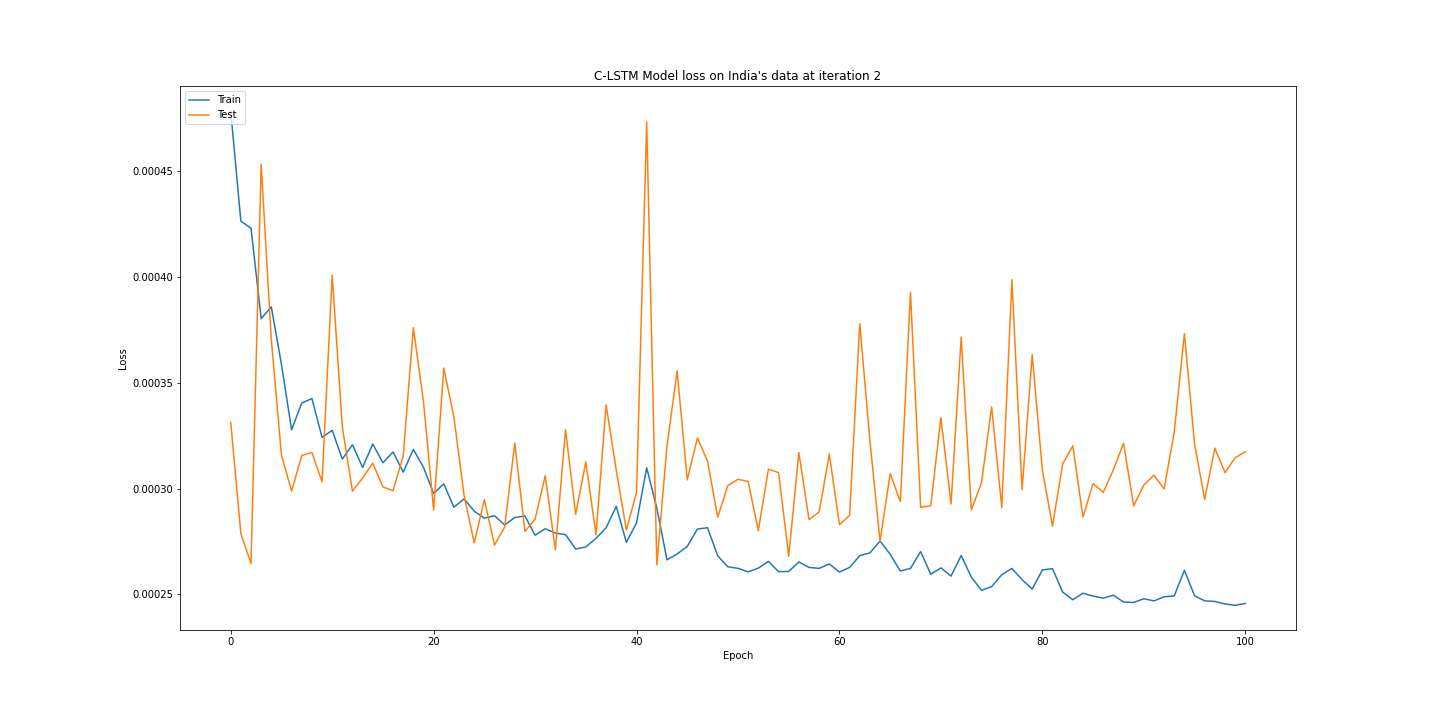 C-LSTM Model loss on India's data at iteration 2
Train
Test
0.00045
0.00040
0.00035
0.00030
0.00025
Loss
0 20 40 60 80 100
Epoch